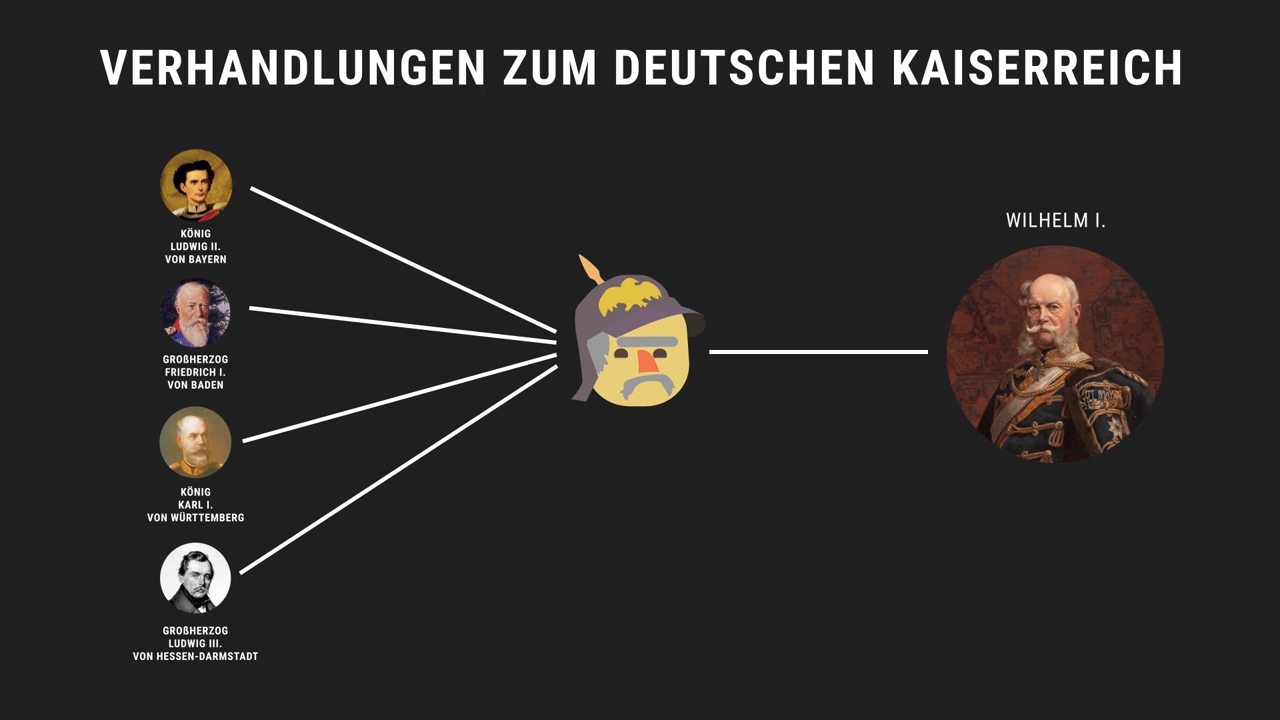 VERHANDLUNGEN ZUM DEUTSCHEN KAISERREICH
KÖNIG
LUDWIG II.
VON BAYERN
GROßHERZOG
FRIEDRICH I.
VON BADEN
KÖNIG
KARL I.
VON WÜRTTEMBERG
GROßHERZOG
LUDWIG III.
VON HESSEN-DARMSTADT
WILHELM I.